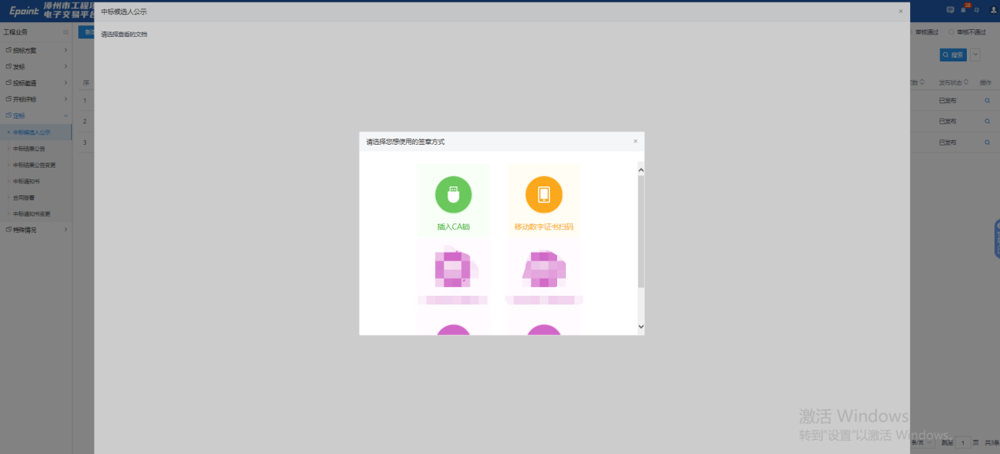 Epoint 漳州市工程项
电子交易平台
36
中标候选人公示
请选择查看的文档
工程业务
招标方案
发标
投标邀请
开标评标
定标
中标候选人公示
中标结果公告
中标结果公告变更
中标通知书
合同签署
中标通知书变更
特殊情况
新增
序
1
2
3
审核通过
审核不通过
搜索
发布状态
操作
已发布
已发布
已发布
请选择您想使用的签章方式
插入CA锁
移动数字证书扫码
激活 Windows
转到"设置"以激活 Windows。
条/页
跳至 1 页 共3条